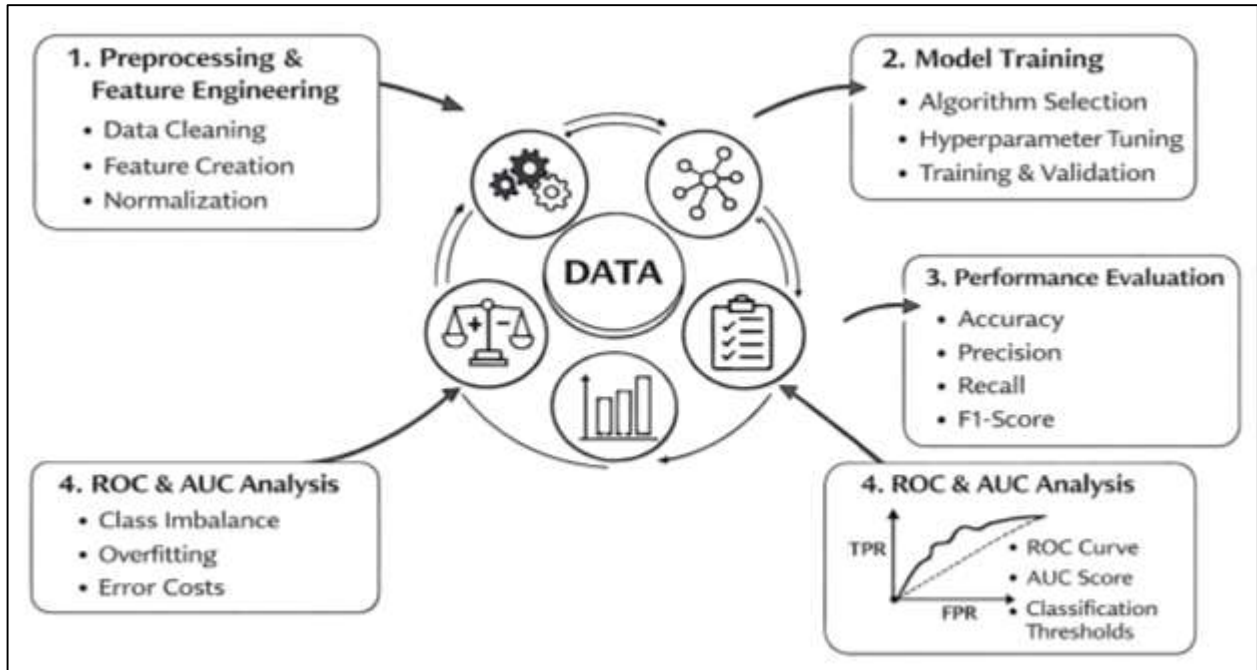 1. Preprocessing &
Feature Engineering
• Data Cleaning
• Feature Creation
• Normalization
2. Model Training
• Algorithm Selection
• Hyperparameter Tuning
• Training & Validation
DATA
+ −
3. Performance Evaluation
• Accuracy
• Precision
• Recall
• F1-Score
4. ROC & AUC Analysis
• Class Imbalance
• Overfitting
• Error Costs
4. ROC & AUC Analysis
TPR
FPR
• ROC Curve
• AUC Score
• Classification
Thresholds